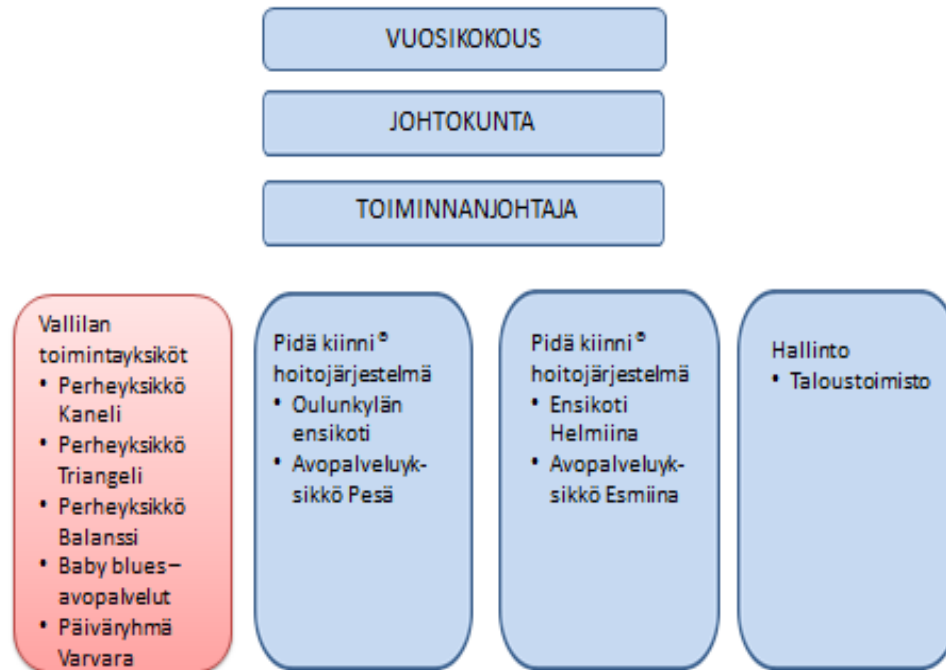 VUOSIKOKOUS
JOHTOKUNTA
TOIMINNANJOHTAJA
Vallilan
toimintayksiköt
• Perheyksikkö
Kaneli
• Perheyksikkö
Triangeli
• Perheyksikkö
Balanssi
• Baby blues –
avopalvelut
• Päiväryhmä
Varvara
Pidä kiinni ®
hoitojärjestelmä
• Oulunkylän
ensikoti
• Avopalveluyk-
sikkö Pesä
Pidä kiinni ®
hoitojärjestelmä
• Ensikoti
Helmiina
• Avopalveluyk-
sikkö Esmiina
Hallinto
• Taloustoimisto